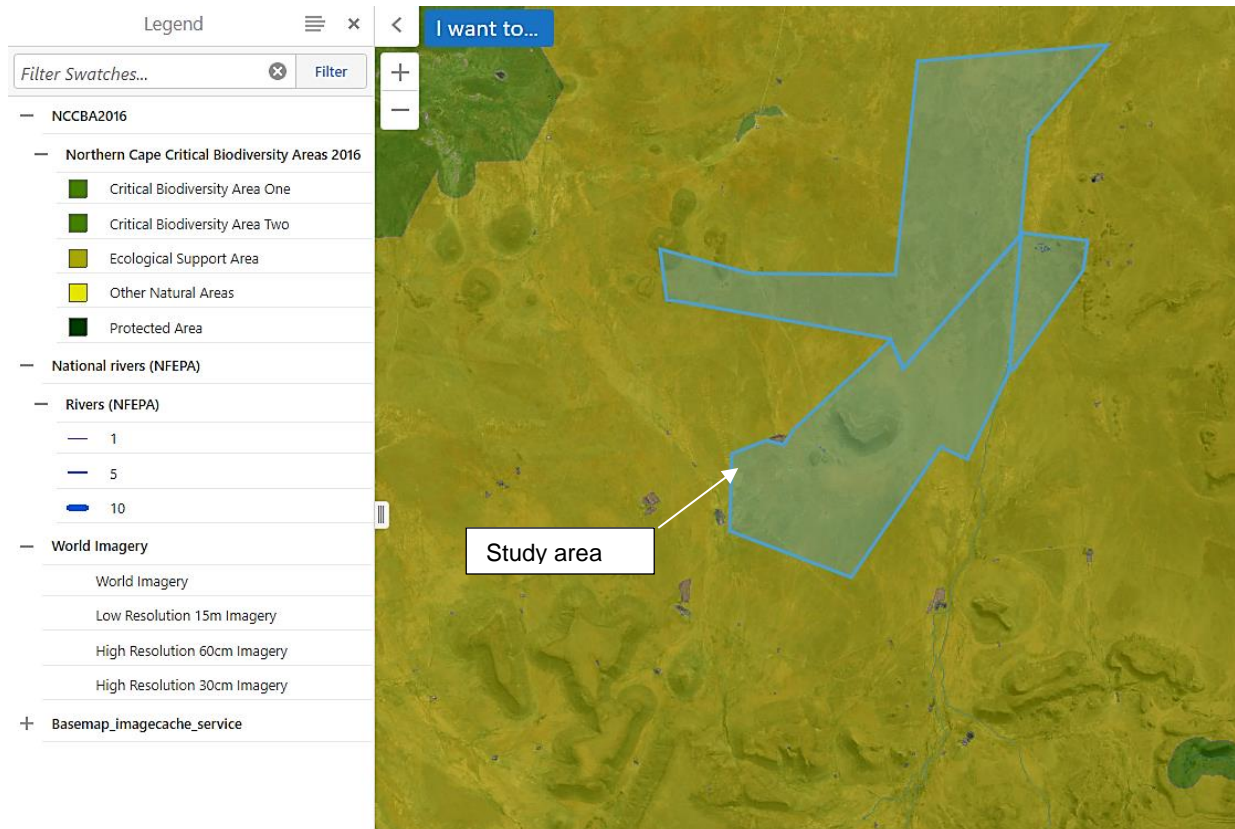 Legend
I want to...
Filter Swatches...
Filter
NCCBA2016
Northern Cape Critical Biodiversity Areas 2016
Critical Biodiversity Area One
Critical Biodiversity Area Two
Ecological Support Area
Other Natural Areas
Protected Area
National rivers (NFEPA)
Rivers (NFEPA)
1
5
10
World Imagery
World Imagery
Low Resolution 15m Imagery
High Resolution 60cm Imagery
High Resolution 30cm Imagery
Basemap_imagecache_service
Study area